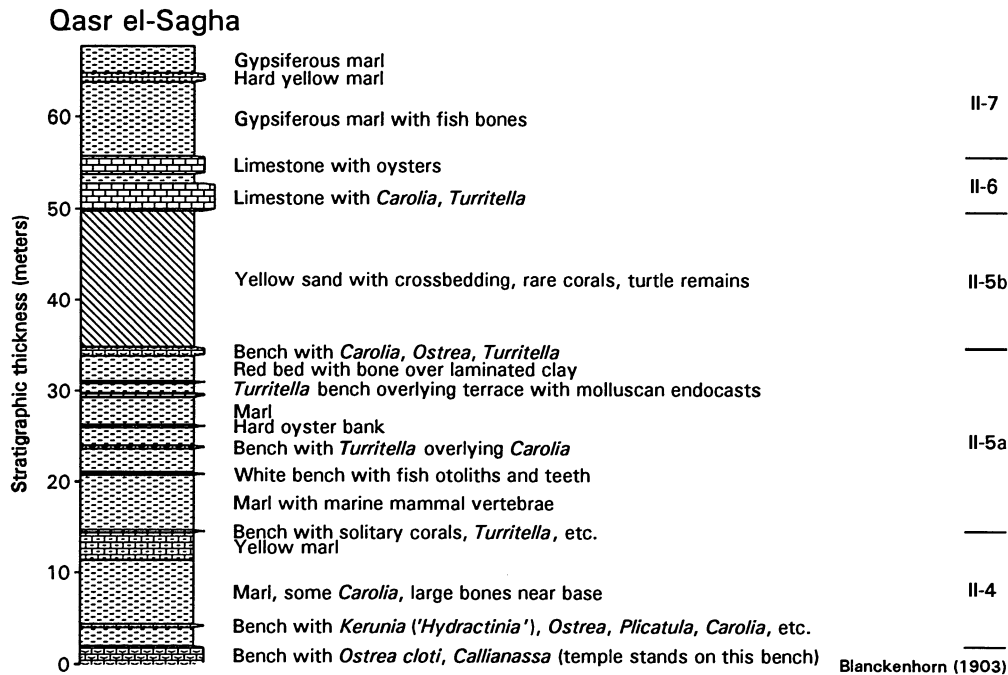 Qasr el-Sagha
Gypsiferous marl
Hard yellow marl
II-7
60
Gypsiferous marl with fish bones
Limestone with oysters
II-6
Limestone with Carolia, Turritella
50
Stratigraphic thickness (meters)
Yellow sand with crossbedding, rare corals, turtle remains
II-5b
40
Bench with Carolia, Ostrea, Turritella
Red bed with bone over laminated clay
30
Turritella bench overlying terrace with molluscan endocasts
Marl
Hard oyster bank
II-5a
Bench with Turritella overlying Carolia
20
White bench with fish otoliths and teeth
Marl with marine mammal vertebrae
Bench with solitary corals, Turritella, etc.
Yellow marl
10
Marl, some Carolia, large bones near base
II-4
Bench with Kerunia ('Hydractinia'), Ostrea, Plicatula, Carolia, etc.
0
Bench with Ostrea cloti, Callianassa (temple stands on this bench)
Blanckenhorn (1903)